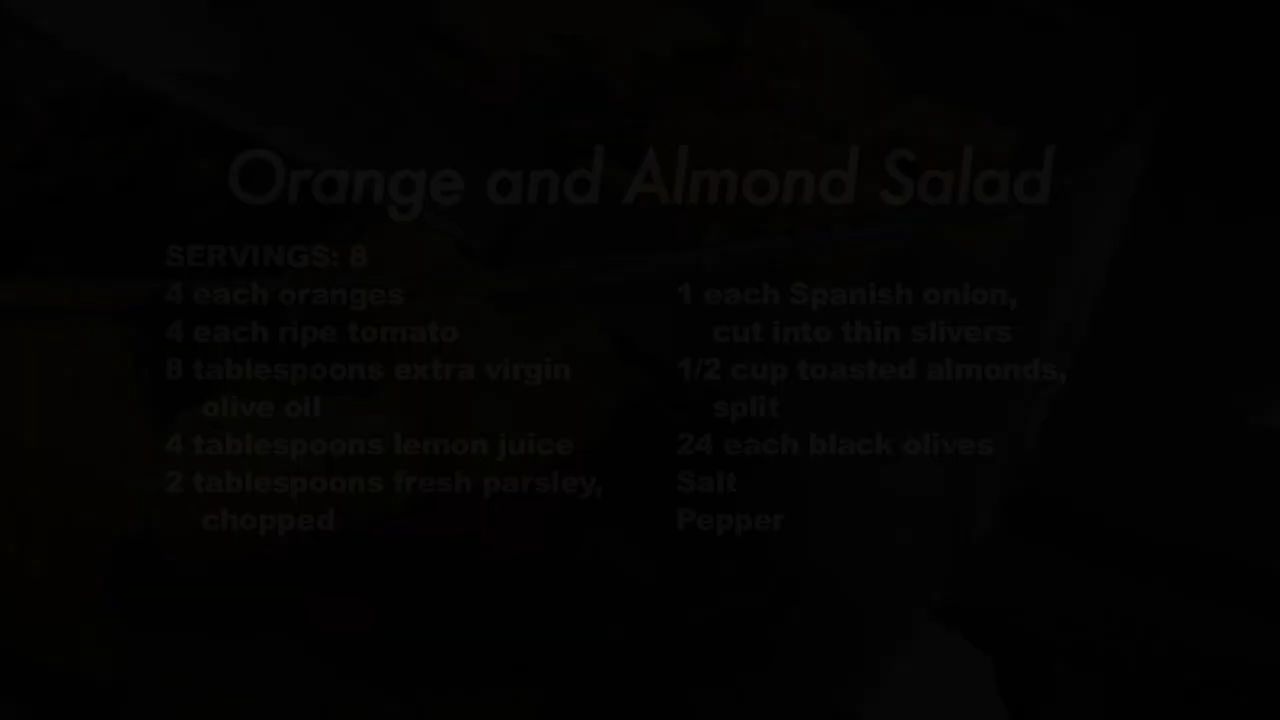 Orange and Almond Salad
SERVINGS: 8
4 each oranges
4 each ripe tomato
8 tablespoons extra virgin
olive oil
4 tablespoons lemon juice
2 tablespoons fresh parsley,
chopped
1 each Spanish onion,
cut into thin slivers
1/2 cup toasted almonds,
split
24 each black olives
Salt
Pepper